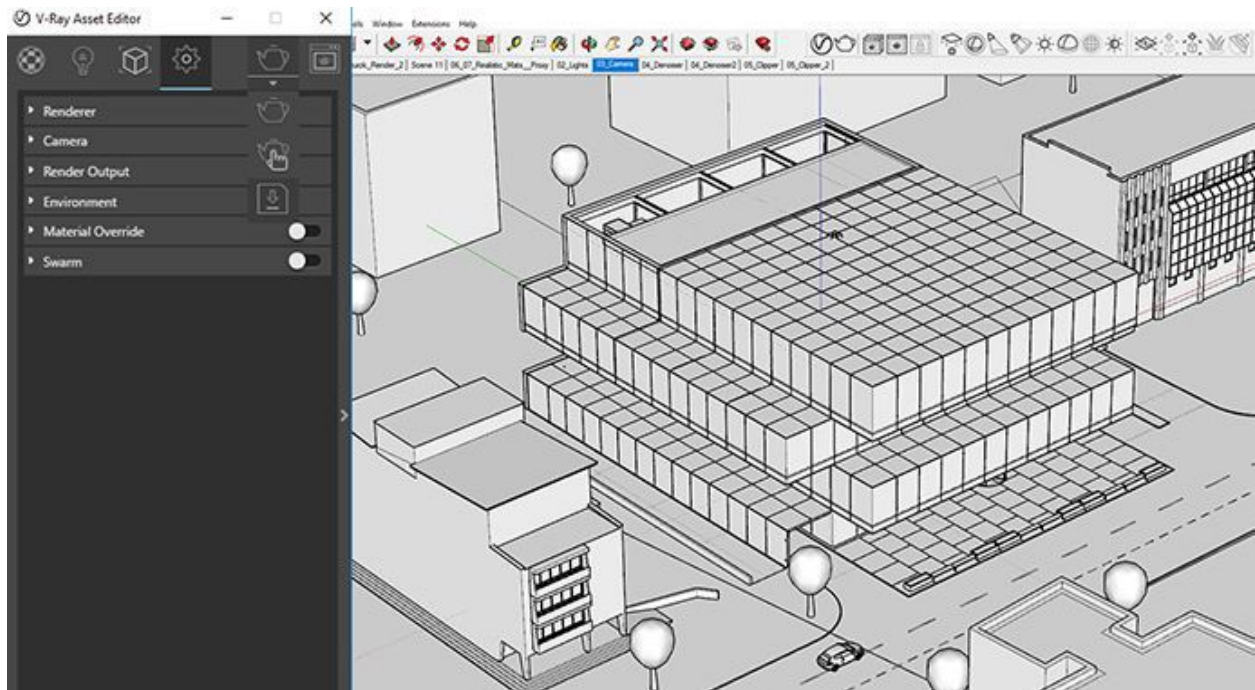 V-Ray Asset Editor
Window Extensions Help
Scene 11 | 06_07_Realistic_Mats__Proxy | 02_Lights | 03_Camera | 04_Denoiser | 04_Denoiser2 | 05_Clipper | 05_Clipper_2
Renderer
Camera
Render Output
Environment
Material Override
Swarm